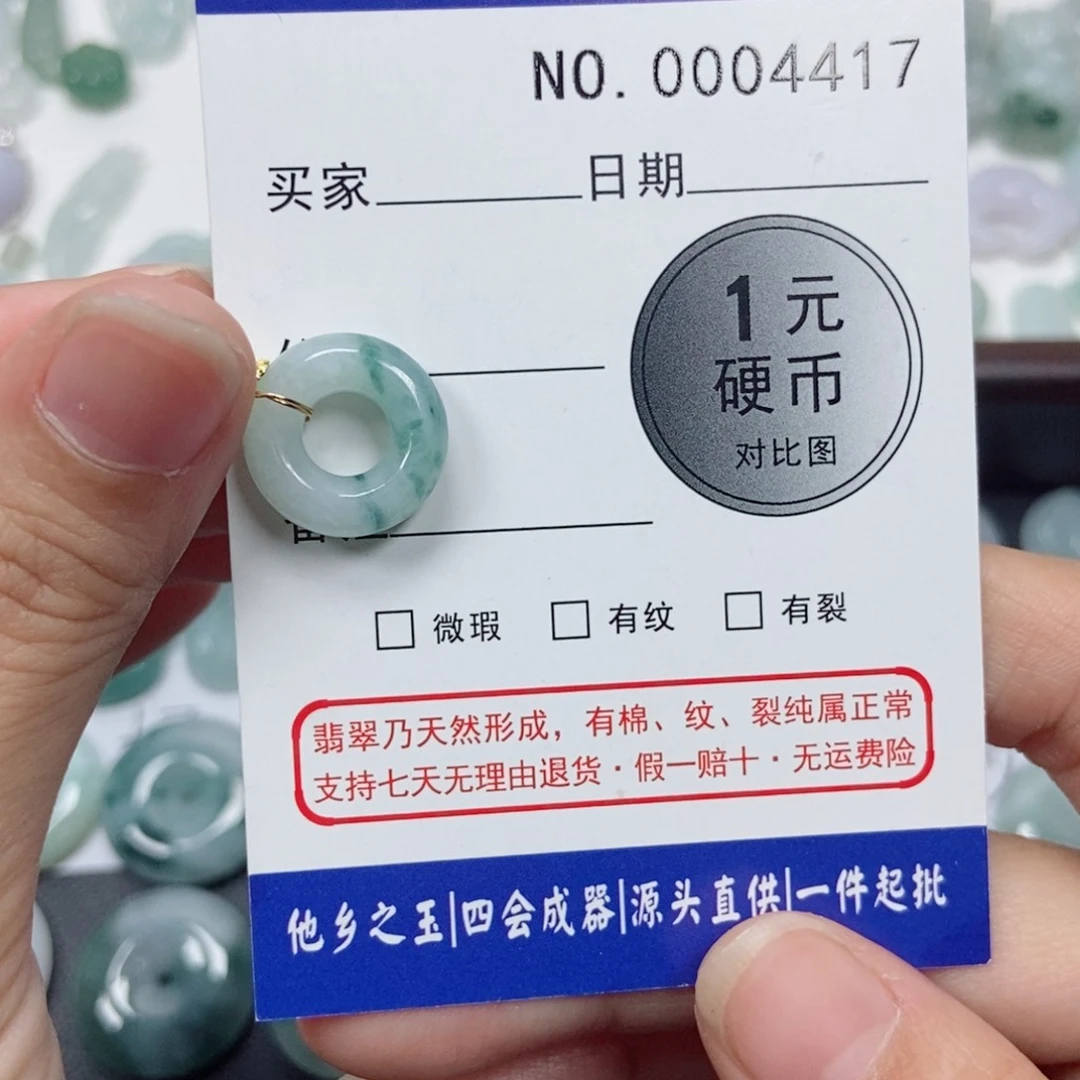 NO. 0004417
买家 日期
1元
硬币
对比图
微瑕 有纹 有裂
翡翠乃天然形成，有棉、纹、裂纯属正常
支持七天无理由退货·假一赔十·无运费险
他乡之玉|四会成器|源头直供|一件起批